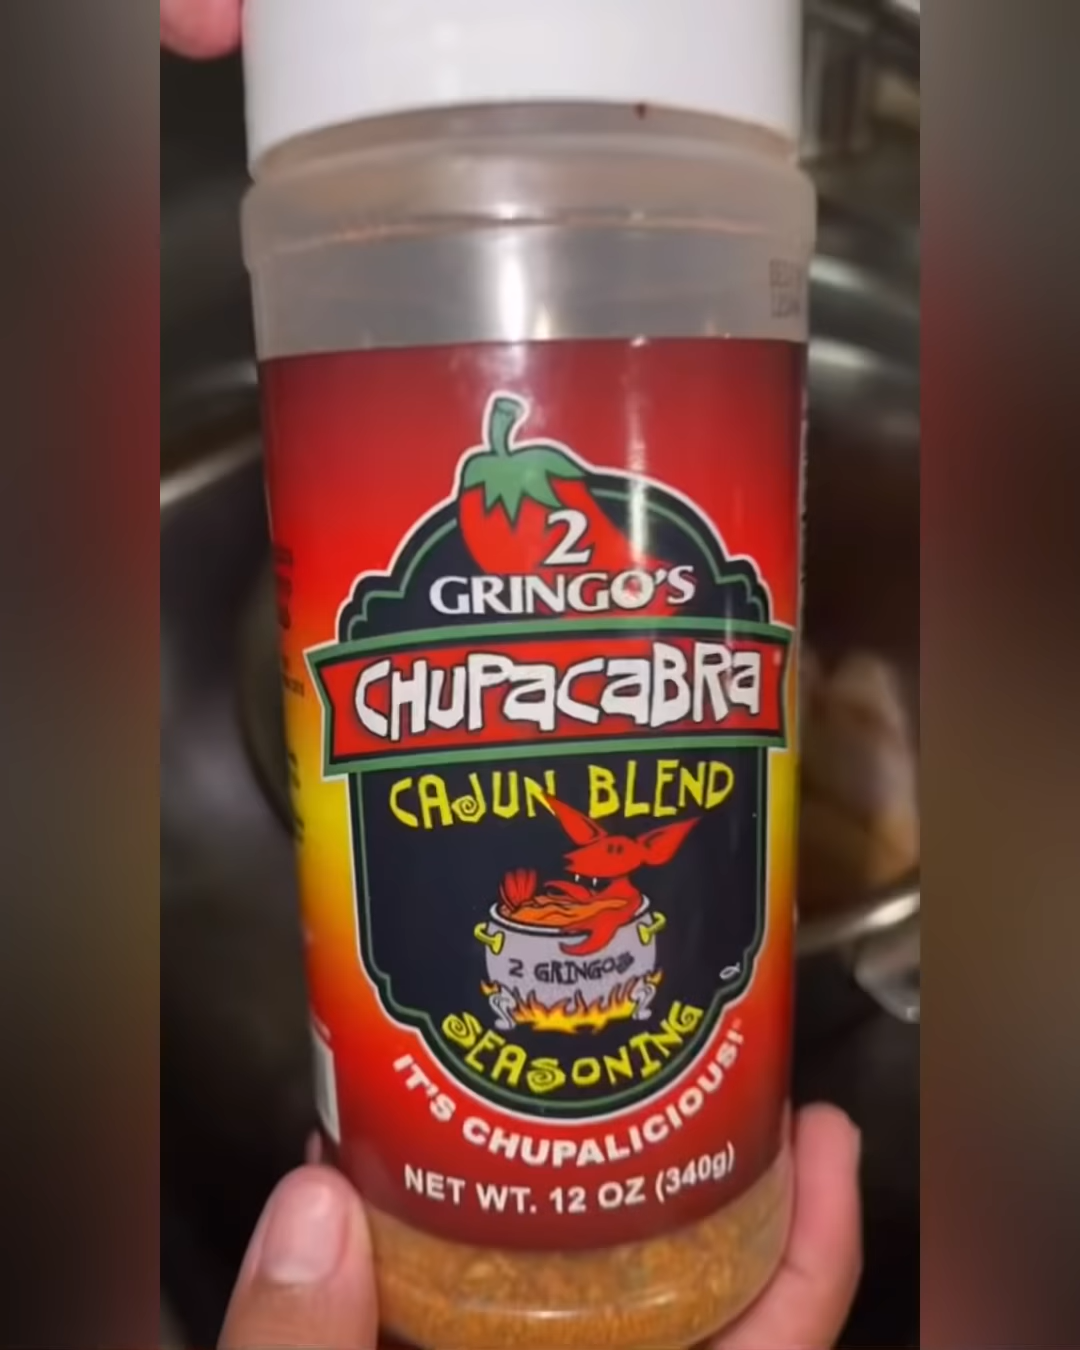 2
GRINGO'S
CHUPACABRA
CAJUN BLEND
2 GRINGOS
SEASONING
IT'S CHUPALICIOUS!
NET WT. 12 OZ (340g)